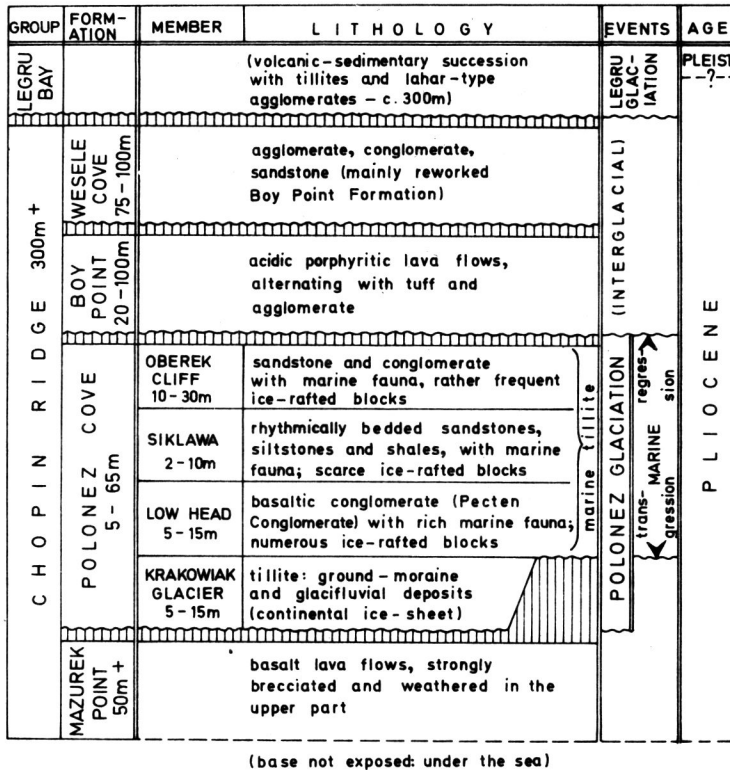 GROUP
FORM-
ATION
MEMBER
LITHOLOGY
EVENTS
AGE
LEGRU
BAY
(volcanic-sedimentary succession
with tillites and lahar-type
agglomerates - c. 300m)
LEGRU
GLAC-
IATION
PLEIST
--?--
CHOPIN RIDGE 300m+
WESELE
COVE
75-100m
agglomerate, conglomerate,
sandstone (mainly reworked
Boy Point Formation)
(INTERGLACIAL)
PLIOCENE
BOY
POINT
20-100m
acidic porphyritic lava flows,
alternating with tuff and
agglomerate
POLONEZ COVE
5-65m
OBEREK
CLIFF
10-30m
sandstone and conglomerate
with marine fauna, rather frequent
ice-rafted blocks
SIKLAWA
2-10m
rhythmically bedded sandstones,
siltstones and shales, with marine
fauna; scarce ice-rafted blocks
LOW HEAD
5-15m
basaltic conglomerate (Pecten
Conglomerate) with rich marine fauna;
numerous ice-rafted blocks
marine tillite
POLONEZ GLACIATION
MARINE
regres-
sion
trans-
gression
KRAKOWIAK
GLACIER
5-15m
tillite: ground-moraine
and glacifluvial deposits
(continental ice-sheet)
MAZUREK
POINT
50m+
basalt lava flows, strongly
brecciated and weathered in the
upper part
(base not exposed: under the sea)